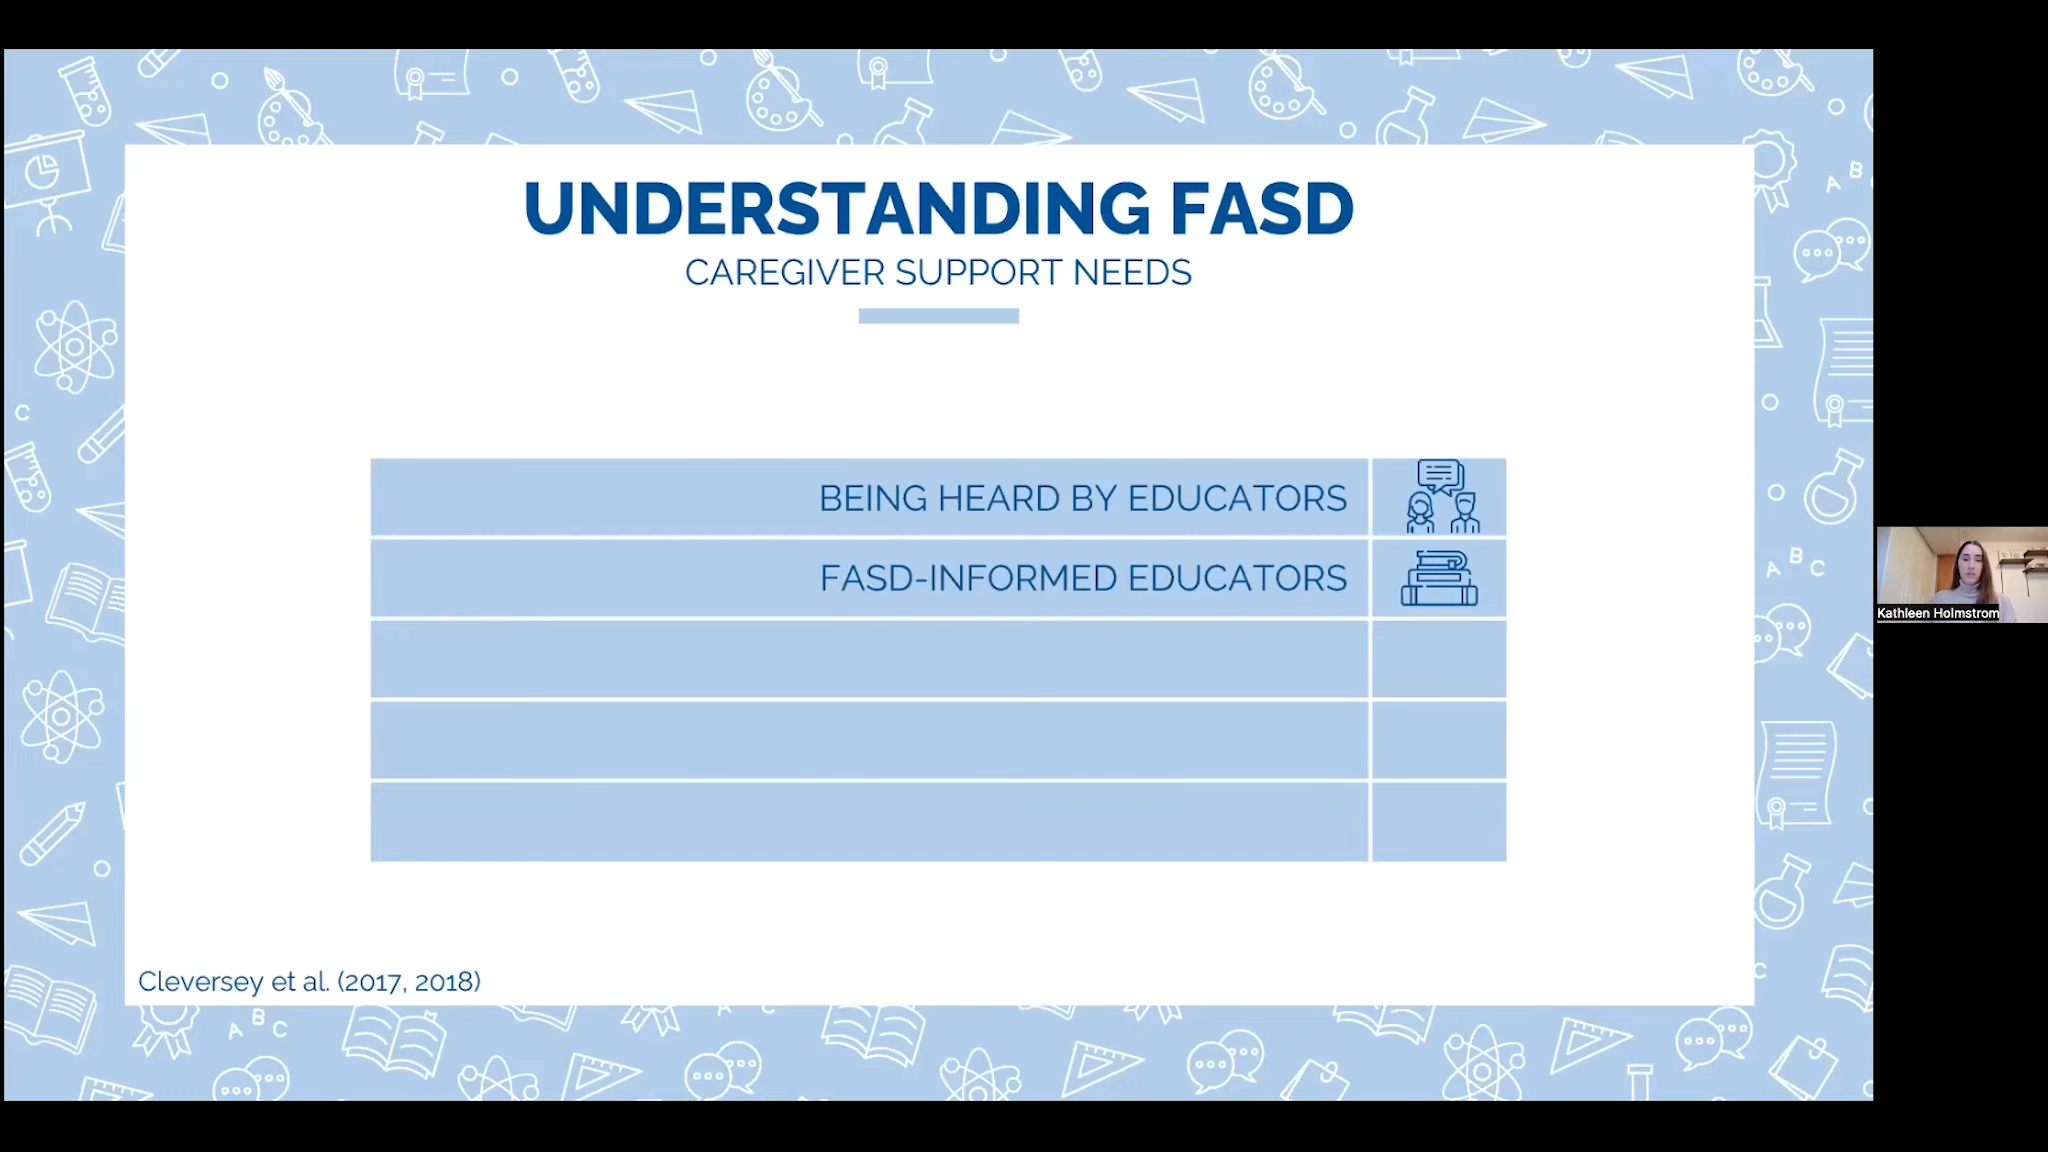 UNDERSTANDING FASD
CAREGIVER SUPPORT NEEDS
BEING HEARD BY EDUCATORS
FASD-INFORMED EDUCATORS
Cleversey et al. (2017, 2018)
Kathleen Holmstrom
A B C
A B C
A B
C
C
A C